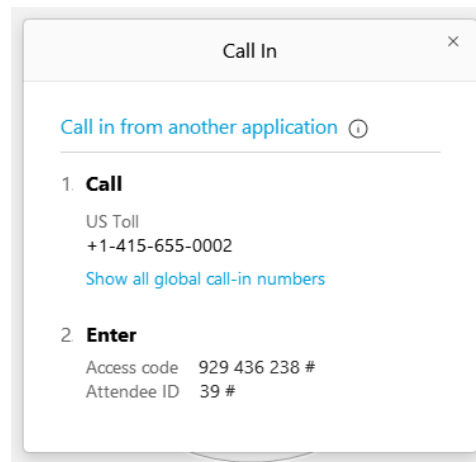 Call In
Call in from another application
1. Call
US Toll
+1-415-655-0002
Show all global call-in numbers
2. Enter
Access code 929 436 238 #
Attendee ID 39 #